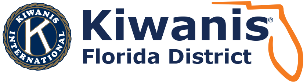 KIWANIS
K
INTERNATIONAL
Kiwanis®
Florida District